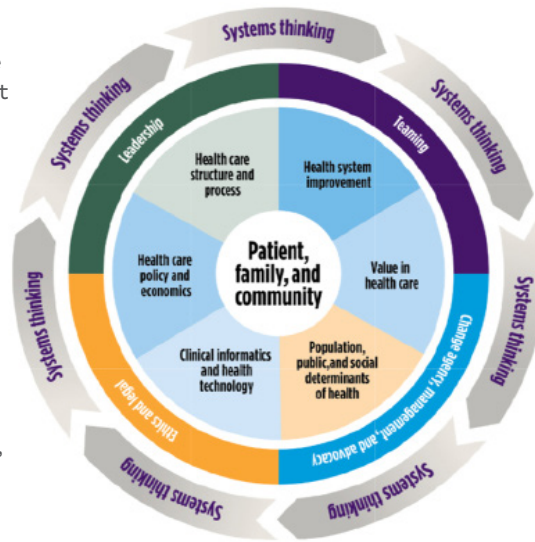 Systems thinking
Systems thinking
Systems thinking
Systems thinking
Systems thinking
Systems thinking
Systems thinking
Leadership
Teaming
Change agency, management, and advocacy
Ethics and legal
Health care
structure and
process
Health system
improvement
Value in
health care
Population,
public,and social
determinants
of health
Clinical informatics
and health
technology
Health care
policy and
economics
Patient,
family, and
community